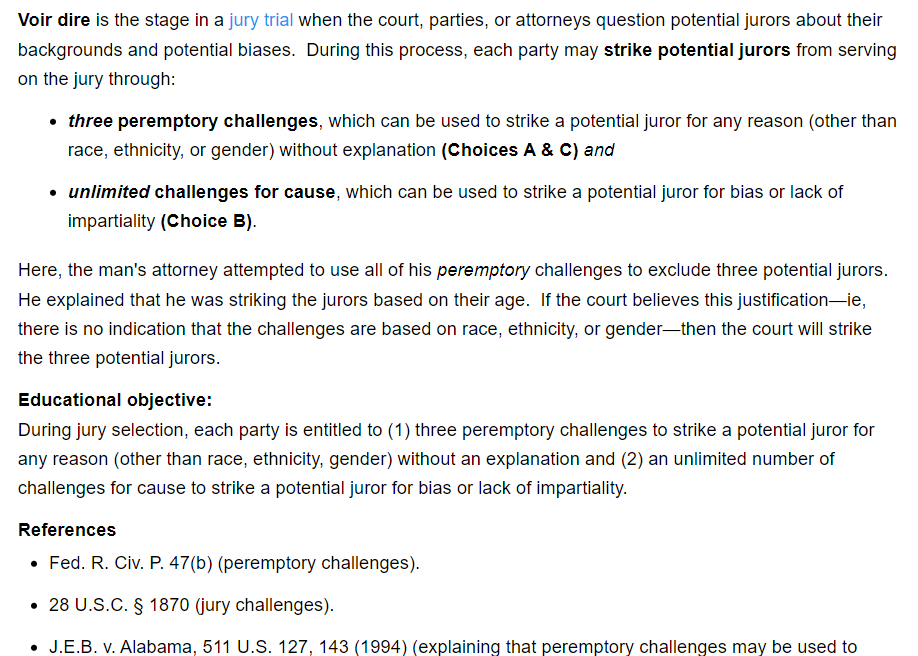 Voir dire is the stage in a jury trial when the court, parties, or attorneys question potential jurors about their
backgrounds and potential biases.  During this process, each party may strike potential jurors from serving
on the jury through:
• three peremptory challenges, which can be used to strike a potential juror for any reason (other than
race, ethnicity, or gender) without explanation (Choices A & C) and
• unlimited challenges for cause, which can be used to strike a potential juror for bias or lack of
impartiality (Choice B).
Here, the man's attorney attempted to use all of his peremptory challenges to exclude three potential jurors.
He explained that he was striking the jurors based on their age.  If the court believes this justification—ie,
there is no indication that the challenges are based on race, ethnicity, or gender—then the court will strike
the three potential jurors.
Educational objective:
During jury selection, each party is entitled to (1) three peremptory challenges to strike a potential juror for
any reason (other than race, ethnicity, gender) without an explanation and (2) an unlimited number of
challenges for cause to strike a potential juror for bias or lack of impartiality.
References
• Fed. R. Civ. P. 47(b) (peremptory challenges).
• 28 U.S.C. § 1870 (jury challenges).
• J.E.B. v. Alabama, 511 U.S. 127, 143 (1994) (explaining that peremptory challenges may be used to